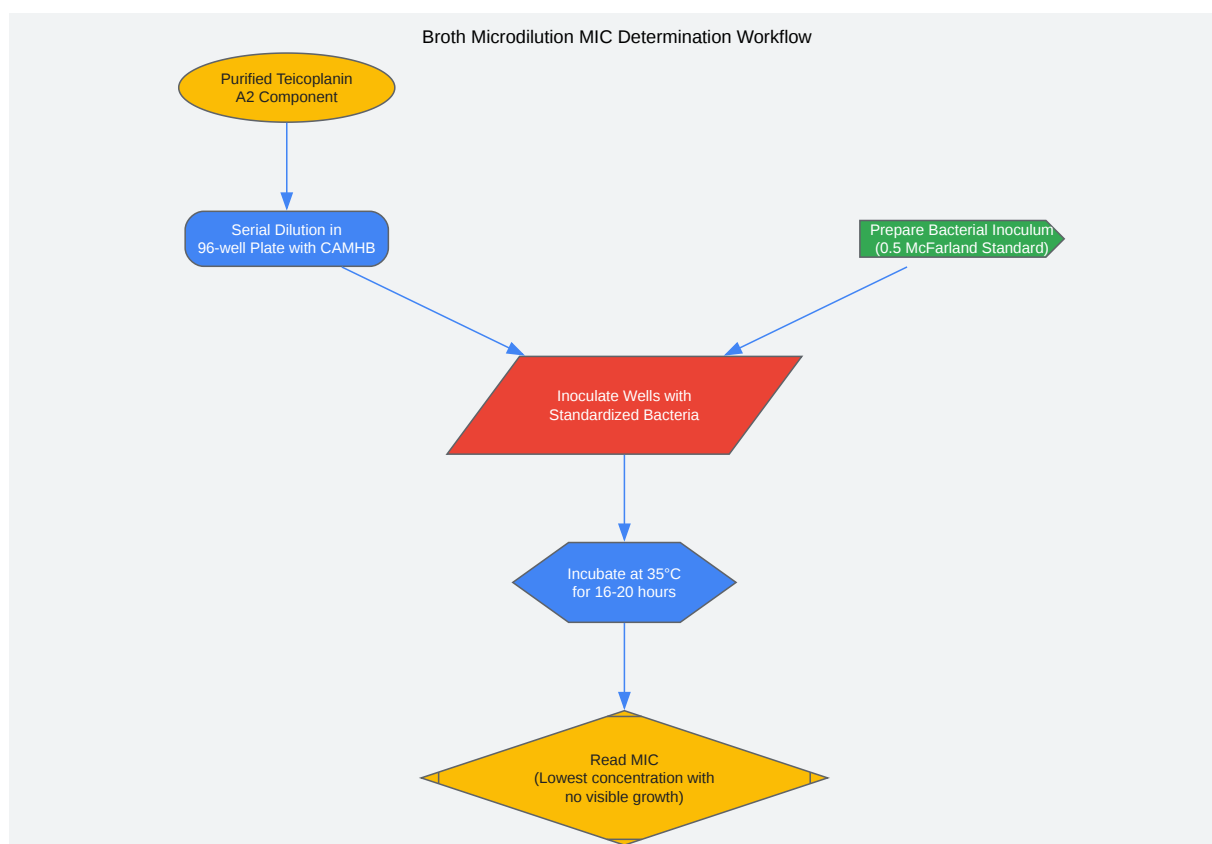 Broth Microdilution MIC Determination Workflow
Purified Teicoplanin
A2 Component
Serial Dilution in
96-well Plate with CAMHB
Prepare Bacterial Inoculum
(0.5 McFarland Standard)
Inoculate Wells with
Standardized Bacteria
Incubate at 35°C
for 16-20 hours
Read MIC
(Lowest concentration with
no visible growth)